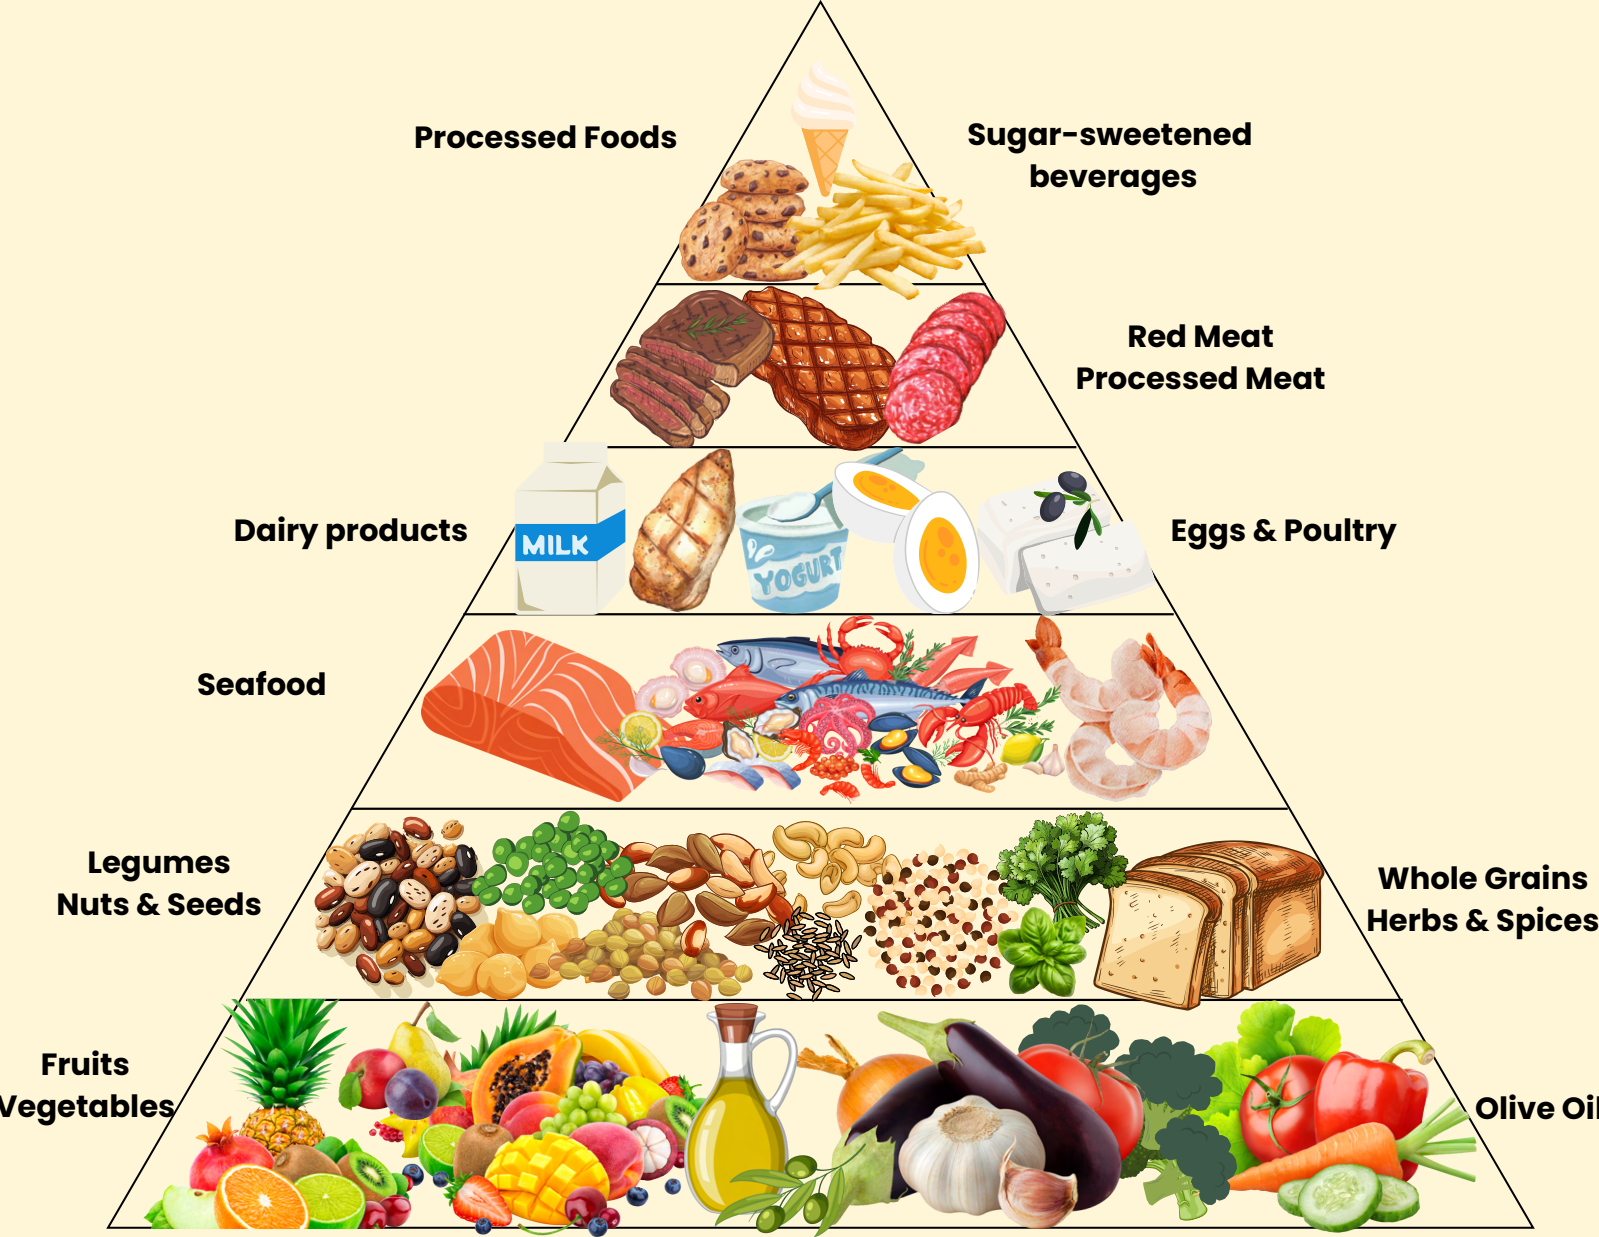 Processed Foods
Sugar-sweetened
beverages
Red Meat
Processed Meat
Dairy products
MILK
YOGURT
Eggs & Poultry
Seafood
Legumes
Nuts & Seeds
Whole Grains
Herbs & Spices
Fruits
Vegetables
Olive Oil